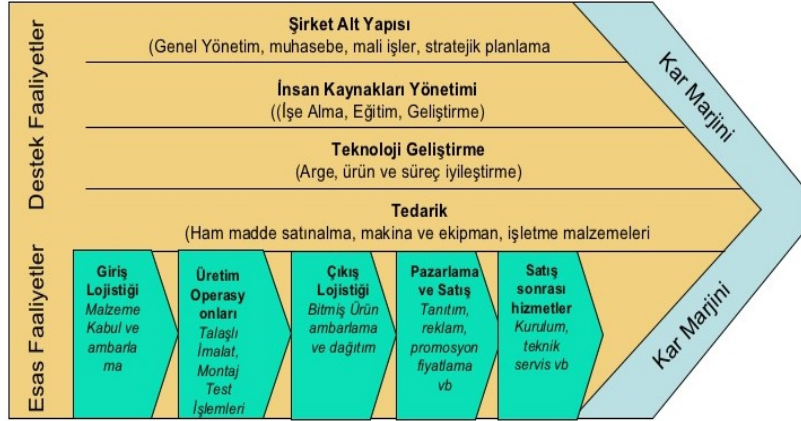 Destek Faaliyetler
Şirket Alt Yapısı
(Genel Yönetim, muhasebe, mali işler, stratejik planlama
İnsan Kaynakları Yönetimi
((İşe Alma, Eğitim, Geliştirme)
Teknoloji Geliştirme
(Arge, ürün ve süreç iyileştirme)
Tedarik
(Ham madde satınalma, makina ve ekipman, işletme malzemeleri
Kar Marjini
Esas Faaliyetler
Giriş
Lojistiği
Malzeme
Kabul ve
ambarla
ma
Üretim
Operasy
onları
Talaşlı
İmalat,
Montaj
Test
İşlemleri
Çıkış
Lojistiği
Bitmiş Ürün
ambarlama
ve dağıtım
Pazarlama
ve Satış
Tanıtım,
reklam,
promosyon
fiyatlama
vb
Satış
sonrası
hizmetler
Kurulum,
teknik
servis vb
Kar Marjini